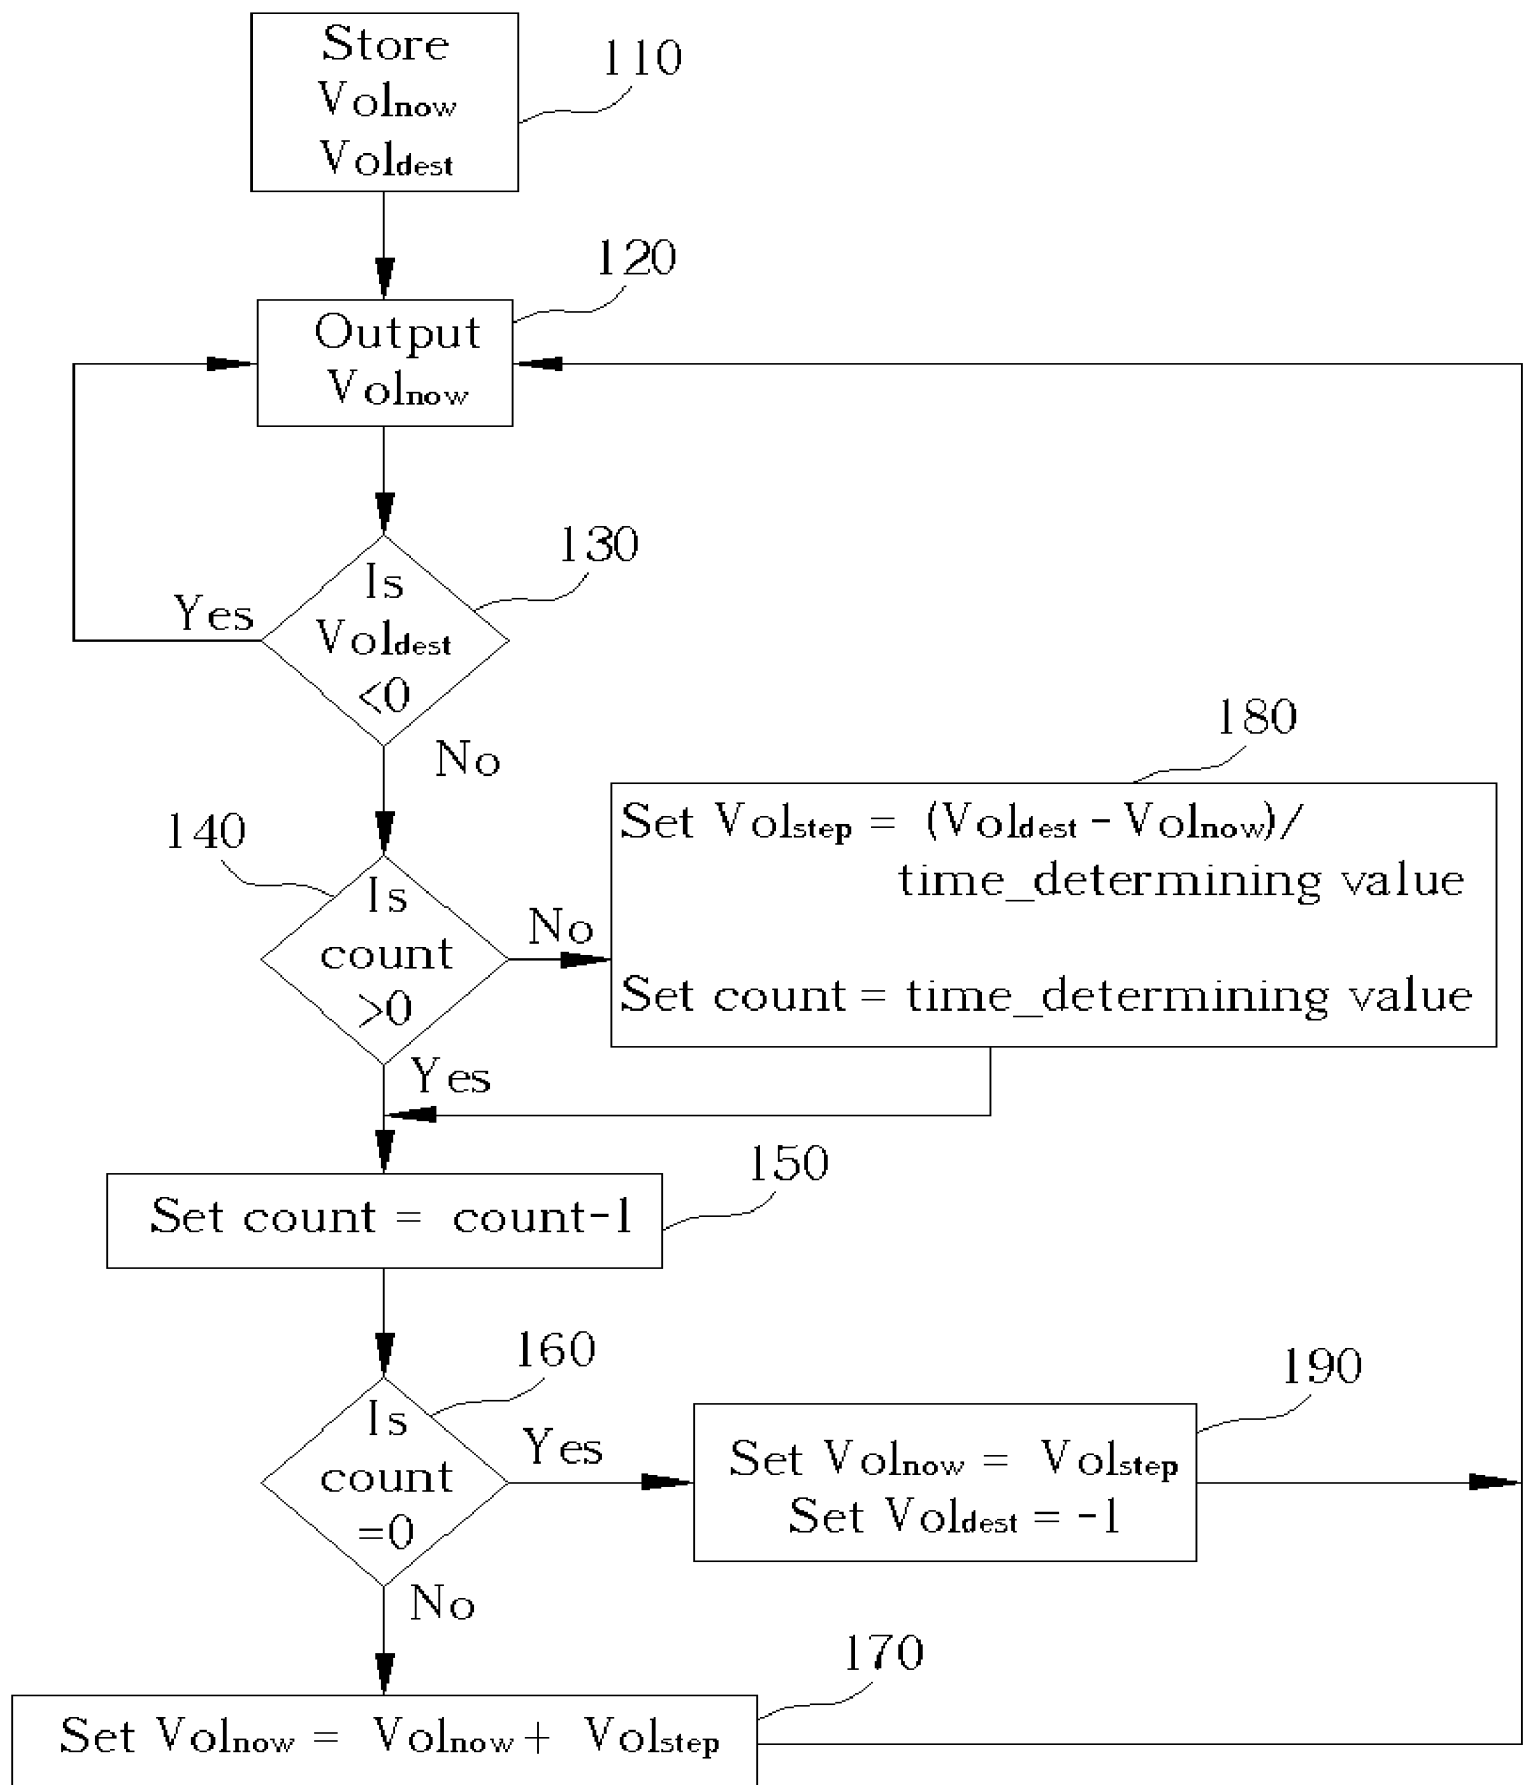 Store
Volnow
Voldest
110
120
Output
Volnow
130
Is
Voldest
<0
Yes
No
180
Set Volstep = (Voldest - Volnow)/
time_determining value
Set count = time_determining value
140
Is
count
>0
No
Yes
150
Set count = count-1
160
Is
count
=0
Yes
190
Set Volnow = Volstep
Set Voldest = -1
No
170
Set Volnow = Volnow + Volstep